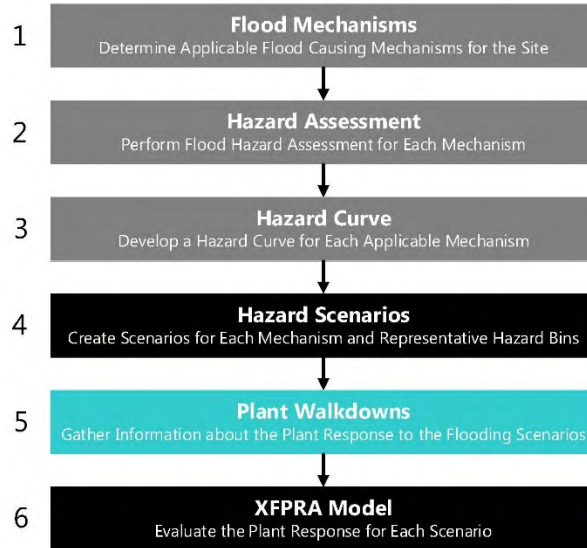 1
Flood Mechanisms
Determine Applicable Flood Causing Mechanisms for the Site
2
Hazard Assessment
Perform Flood Hazard Assessment for Each Mechanism
3
Hazard Curve
Develop a Hazard Curve for Each Applicable Mechanism
4
Hazard Scenarios
Create Scenarios for Each Mechanism and Representative Hazard Bins
5
Plant Walkdowns
Gather Information about the Plant Response to the Flooding Scenarios
6
XFPRA Model
Evaluate the Plant Response for Each Scenario